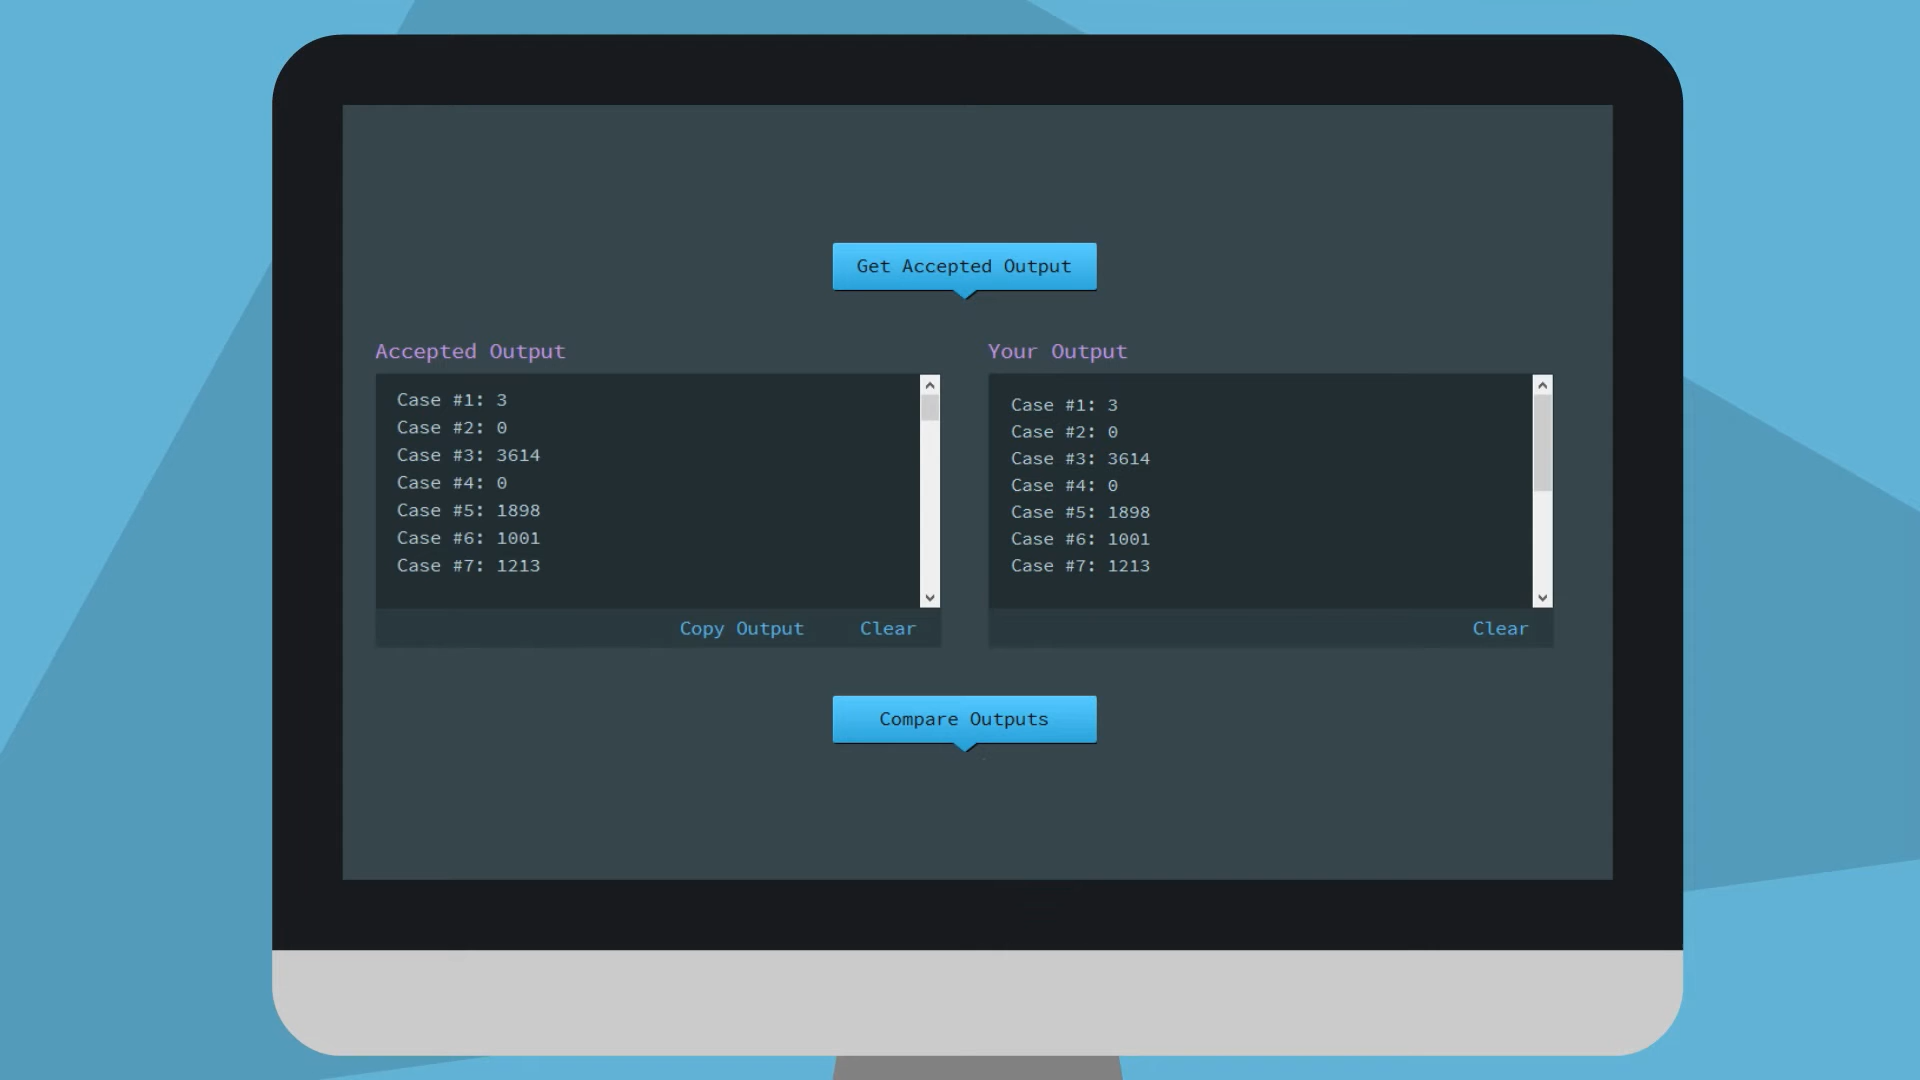 Get Accepted Output
Accepted Output
Case #1: 3
Case #2: 0
Case #3: 3614
Case #4: 0
Case #5: 1898
Case #6: 1001
Case #7: 1213
Copy Output
Clear
Your Output
Case #1: 3
Case #2: 0
Case #3: 3614
Case #4: 0
Case #5: 1898
Case #6: 1001
Case #7: 1213
Clear
Compare Outputs